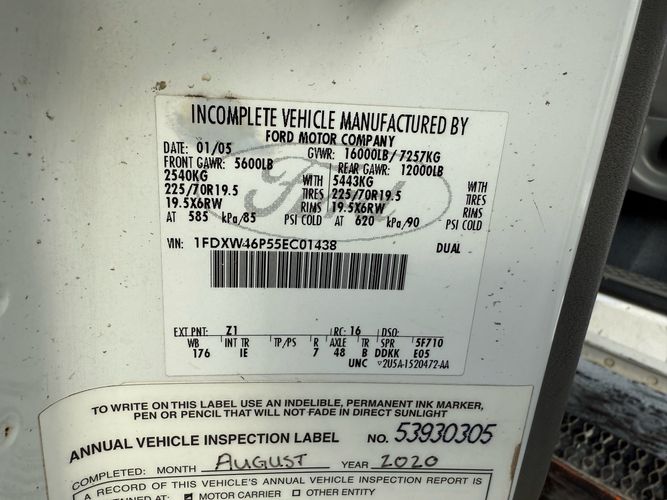 INCOMPLETE VEHICLE MANUFACTURED BY
FORD MOTOR COMPANY
DATE: 01/05 GVWR: 16000LB/7257KG
FRONT GAWR: 5600LB REAR GAWR: 12000LB
2540KG WITH 5443KG WITH
225/70R19.5 TIRES 225/70R19.5 TIRES
19.5X6RW RIMS 19.5X6RW RIMS
AT 585 kPa/85 PSI COLD AT 620 kPa/90 PSI COLD
Ford
VIN: 1FDXW46P55EC01438 DUAL
EXT PNT: Z1 RC: 16 DSO:
WB INT TR TP/PS R AXLE TR SPR 5F710
176 IE 7 48 B DDKK E05
UNC 2U5A-1520472-AA
TO WRITE ON THIS LABEL USE AN INDELIBLE, PERMANENT INK MARKER,
PEN OR PENCIL THAT WILL NOT FADE IN DIRECT SUNLIGHT
ANNUAL VEHICLE INSPECTION LABEL NO. 53930305
COMPLETED: MONTH AUGUST YEAR 2020
A RECORD OF THIS VEHICLE'S ANNUAL VEHICLE INSPECTION REPORT IS
AT: MOTOR CARRIER OTHER ENTITY